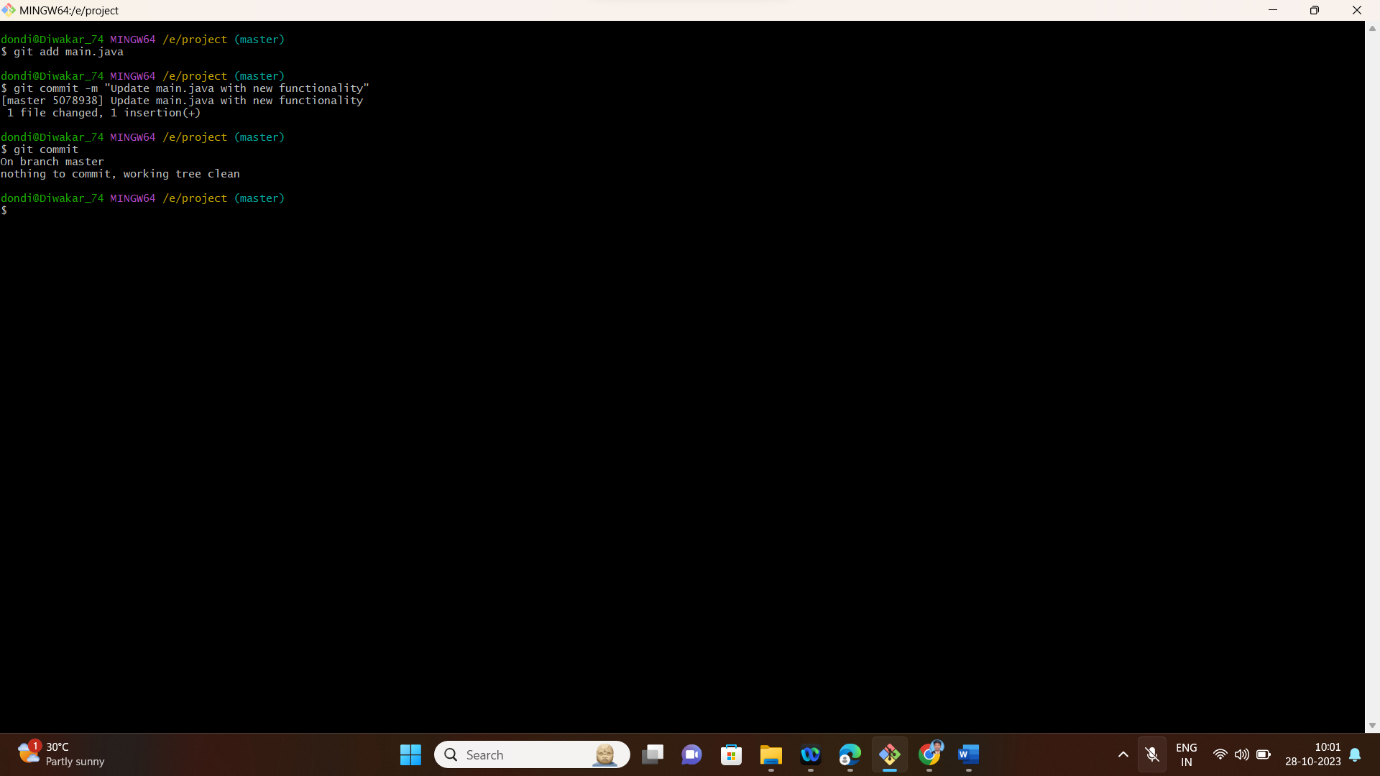 MINGW64:/e/project
dondi@Diwakar_74 MINGW64 /e/project (master)
$ git add main.java
dondi@Diwakar_74 MINGW64 /e/project (master)
$ git commit -m "Update main.java with new functionality"
[master 5078938] Update main.java with new functionality
 1 file changed, 1 insertion(+)
dondi@Diwakar_74 MINGW64 /e/project (master)
$ git commit
On branch master
nothing to commit, working tree clean
dondi@Diwakar_74 MINGW64 /e/project (master)
$
1
30°C
Partly sunny
Search
W
ENG
IN
10:01
28-10-2023